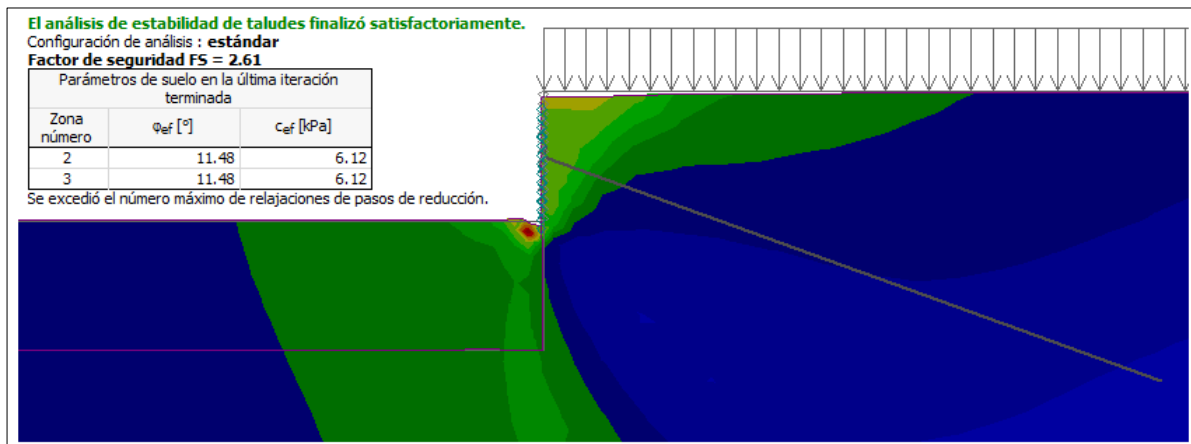 El análisis de estabilidad de taludes finalizó satisfactoriamente.
Configuración de análisis : estándar
Factor de seguridad FS = 2.61
Parámetros de suelo en la última iteración
terminada
Zona
número
φef [°]
cef [kPa]
2 11.48 6.12
3 11.48 6.12
Se excedió el número máximo de relajaciones de pasos de reducción.